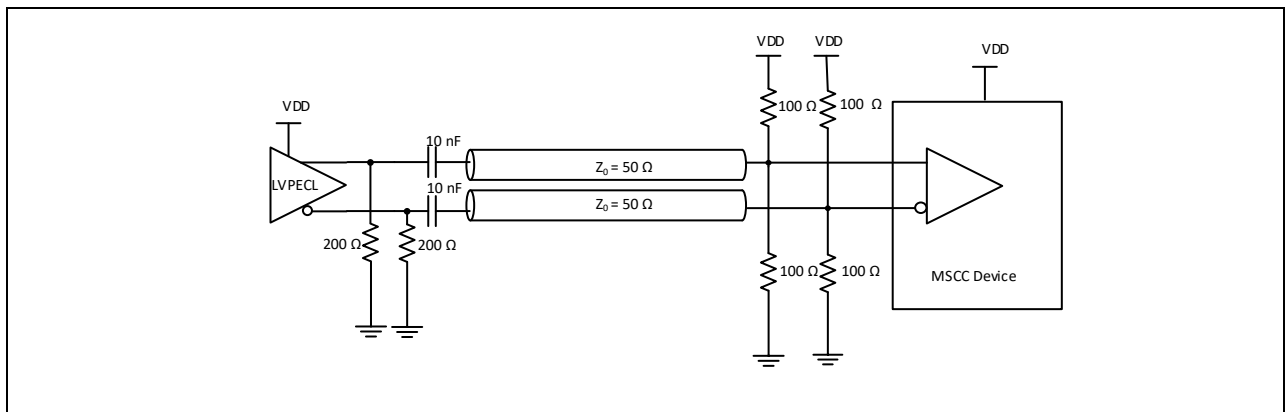 VDD
VDD
VDD
VDD
100 Ω
100 Ω
10 nF
LVPECL
Z₀ = 50 Ω
10 nF
Z₀ = 50 Ω
200 Ω
200 Ω
100 Ω
100 Ω
MSCC Device